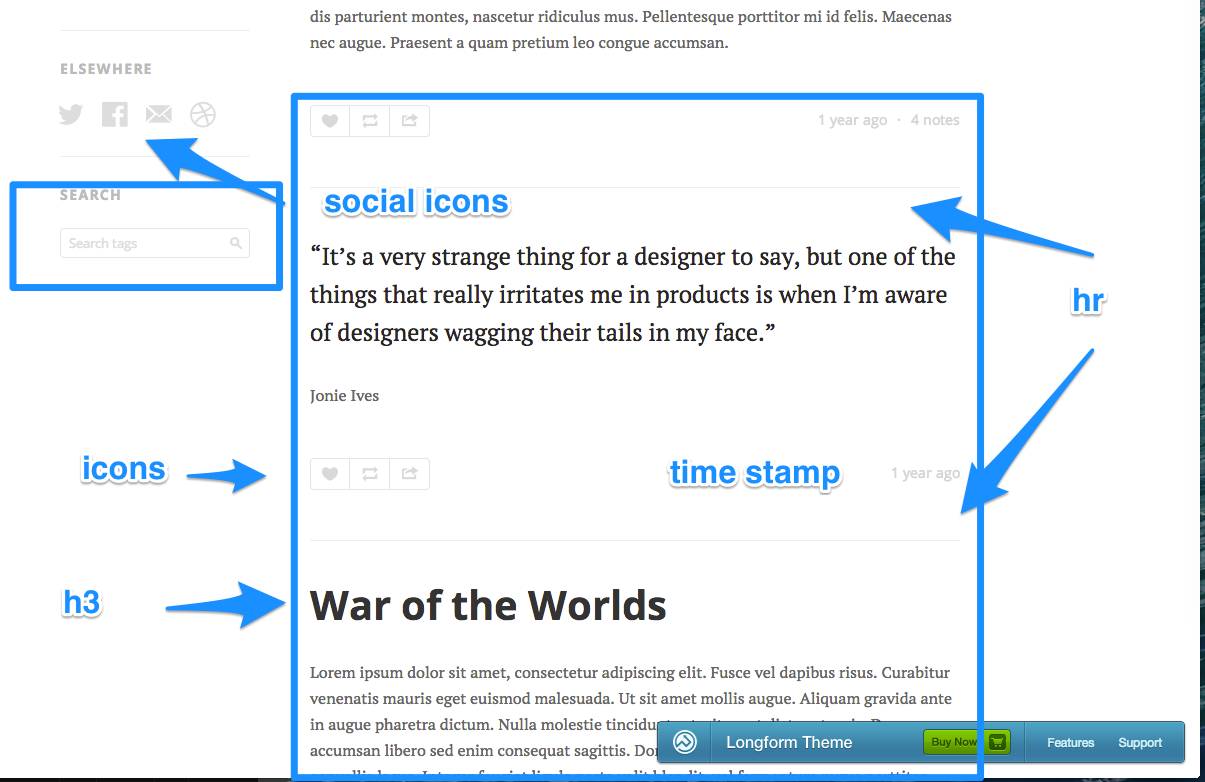 dis parturient montes, nascetur ridiculus mus. Pellentesque porttitor mi id felis. Maecenas
nec augue. Praesent a quam pretium leo congue accumsan.
ELSEWHERE
1 year ago · 4 notes
SEARCH
social icons
Search tags
“It’s a very strange thing for a designer to say, but one of the
things that really irritates me in products is when I’m aware
of designers wagging their tails in my face.”
hr
Jonie Ives
icons
time stamp
1 year ago
h3
War of the Worlds
Lorem ipsum dolor sit amet, consectetur adipiscing elit. Fusce vel dapibus risus. Curabitur
venenatis mauris eget euismod malesuada. Ut sit amet mollis augue. Aliquam gravida ante
in augue pharetra dictum. Nulla molestie
accumsan libero sed enim consequat sagittis.
Longform Theme
Buy Now
Features
Support